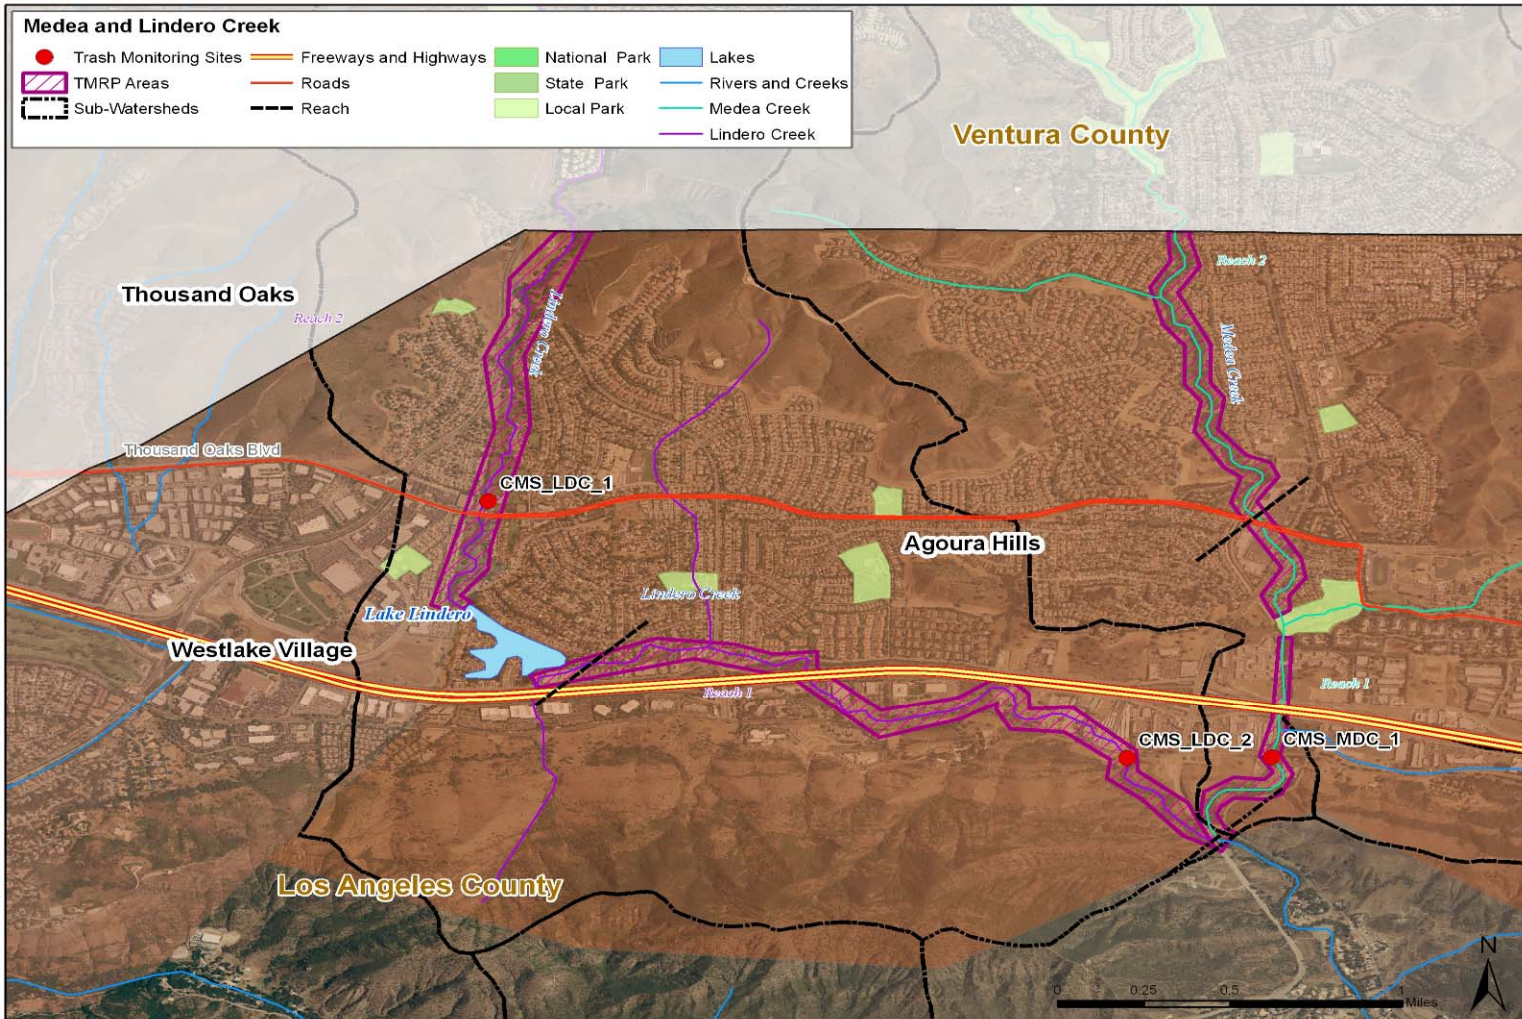 Medea and Lindero Creek
Trash Monitoring Sites
TMRP Areas
Sub-Watersheds
Freeways and Highways
Roads
Reach
National Park
State Park
Local Park
Lakes
Rivers and Creeks
Medea Creek
Lindero Creek
Ventura County
Reach 2
Thousand Oaks
Reach 2
Lindero Creek
Medea Creek
Thousand Oaks Blvd
CMS_LDC_1
Agoura Hills
Lindero Creek
Lake Lindero
Westlake Village
Reach 1
Reach 1
CMS_LDC_2
CMS_MDC_1
Los Angeles County
N
0 0.25 0.5 1
Miles